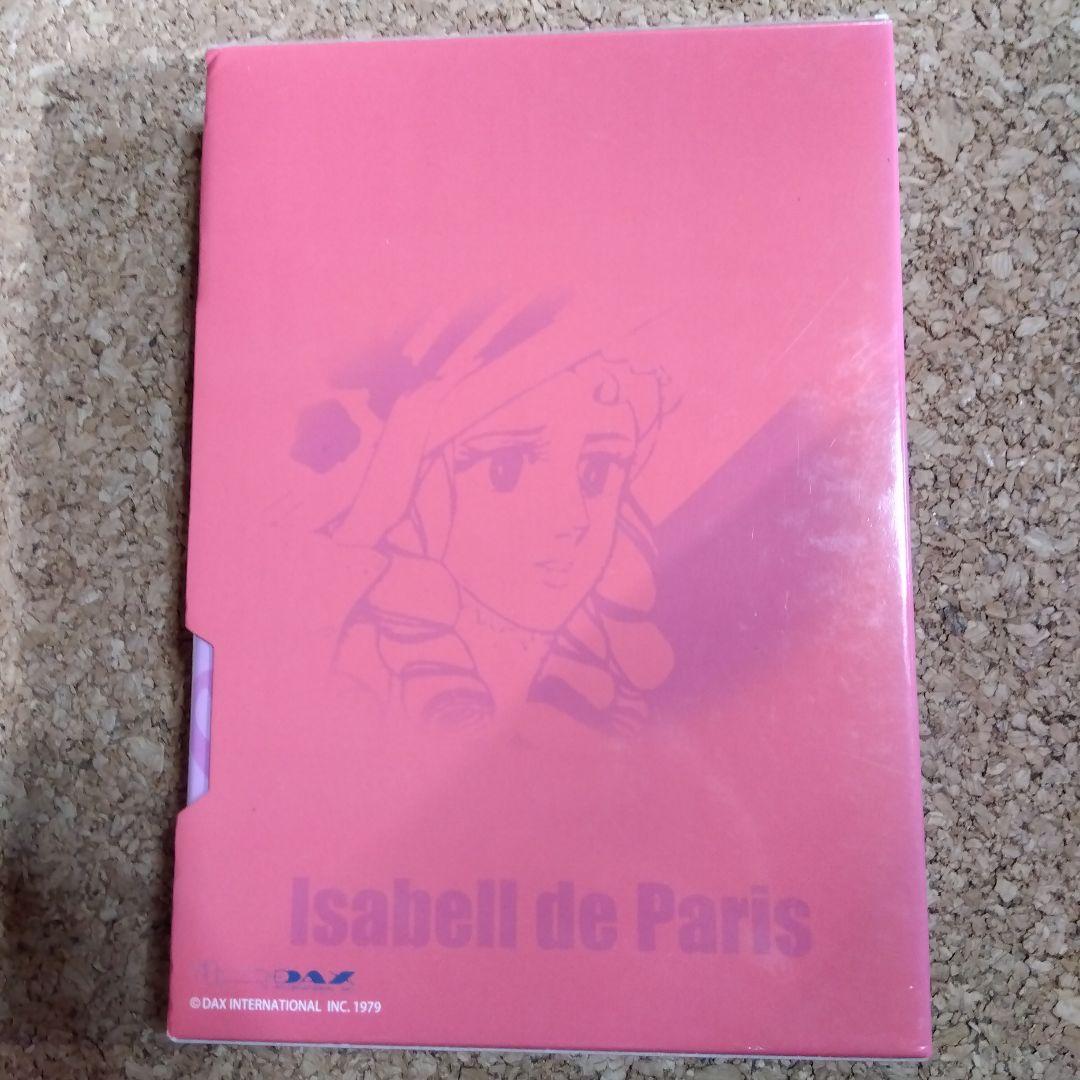 Isabell de Paris
DAX
© DAX INTERNATIONAL INC. 1979